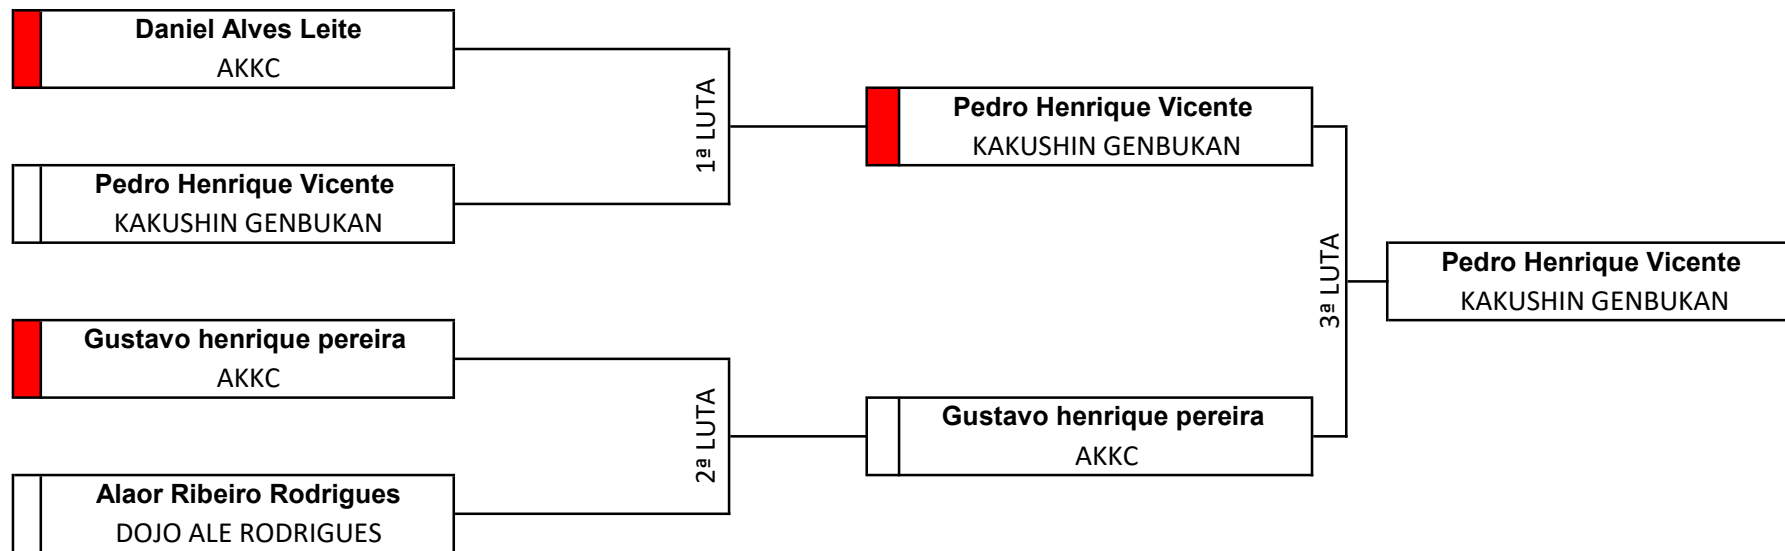 Daniel Alves Leite
AKKC
Pedro Henrique Vicente
KAKUSHIN GENBUKAN
1ª LUTA
Gustavo henrique pereira
AKKC
Alaor Ribeiro Rodrigues
DOJO ALE RODRIGUES
2ª LUTA
Pedro Henrique Vicente
KAKUSHIN GENBUKAN
Gustavo henrique pereira
AKKC
3ª LUTA
Pedro Henrique Vicente
KAKUSHIN GENBUKAN